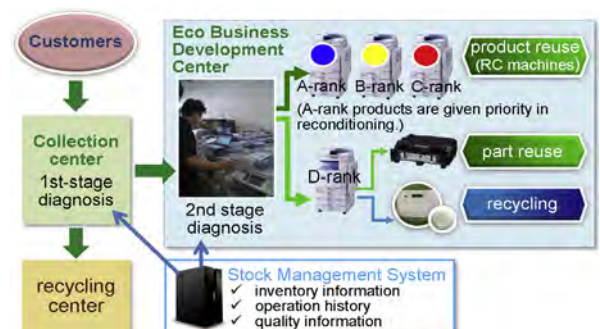 Customers
Eco Business
Development
Center
product reuse
(RC machines)
A-rank B-rank C-rank
(A-rank products are given priority in
reconditioning.)
Collection
center
1st-stage
diagnosis
D-rank
part reuse
recycling
2nd stage
diagnosis
recycling
center
Stock Management System
✓ inventory information
✓ operation history
✓ quality information